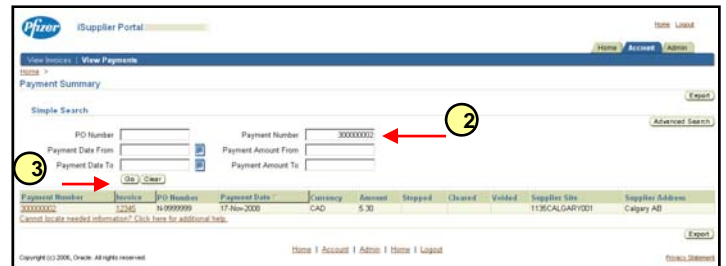 Pfizer iSupplier Portal Home Logout
Home Account Admin
View Invoices | View Payments
Home >
Payment Summary
Export
Simple Search
Advanced Search
PO Number Payment Number 300000002 2
Payment Date From Payment Amount From
3 Payment Date To Payment Amount To
Go Clear
Payment Number Invoice PO Number Payment Date Currency Amount Stopped Cleared Voided Supplier Site Supplier Address
300000002 12345 N-9999999 17-Nov-2008 CAD 5.30 1135CALGARY001 Calgary AB
Cannot locate needed information? Click here for additional help.
Export
Home | Account | Admin | Home | Logout
Copyright (c) 2006, Oracle. All rights reserved. Privacy Statement